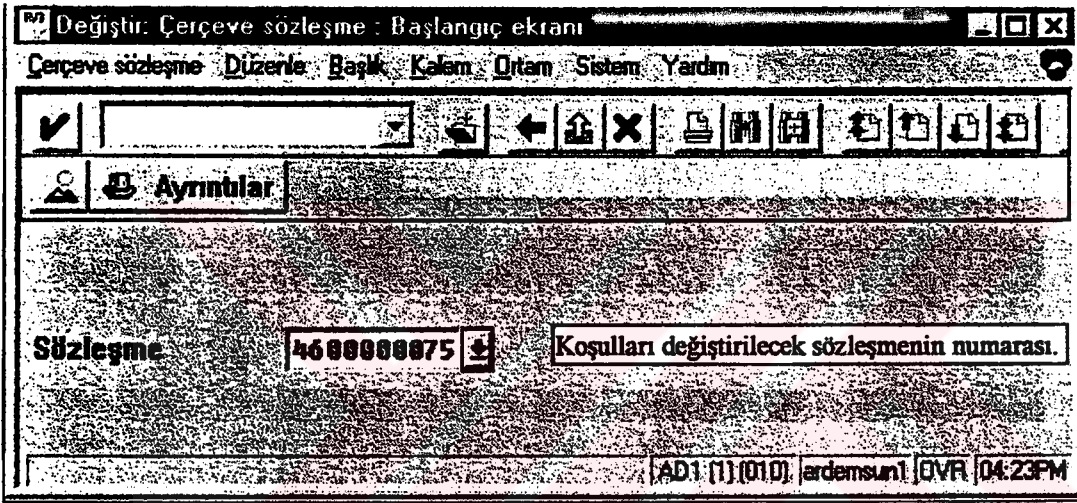 Değiştir: Çerçeve sözleşme : Başlangıç ekranı
Çerçeve sözleşme Düzenle Başlık Kalem Ortam Sistem Yardım
Ayrıntılar
Sözleşme 4600000075 Koşulları değiştirilecek sözleşmenin numarası.
AD1 (1) (010) ardemsun1 OVR 04:23PM